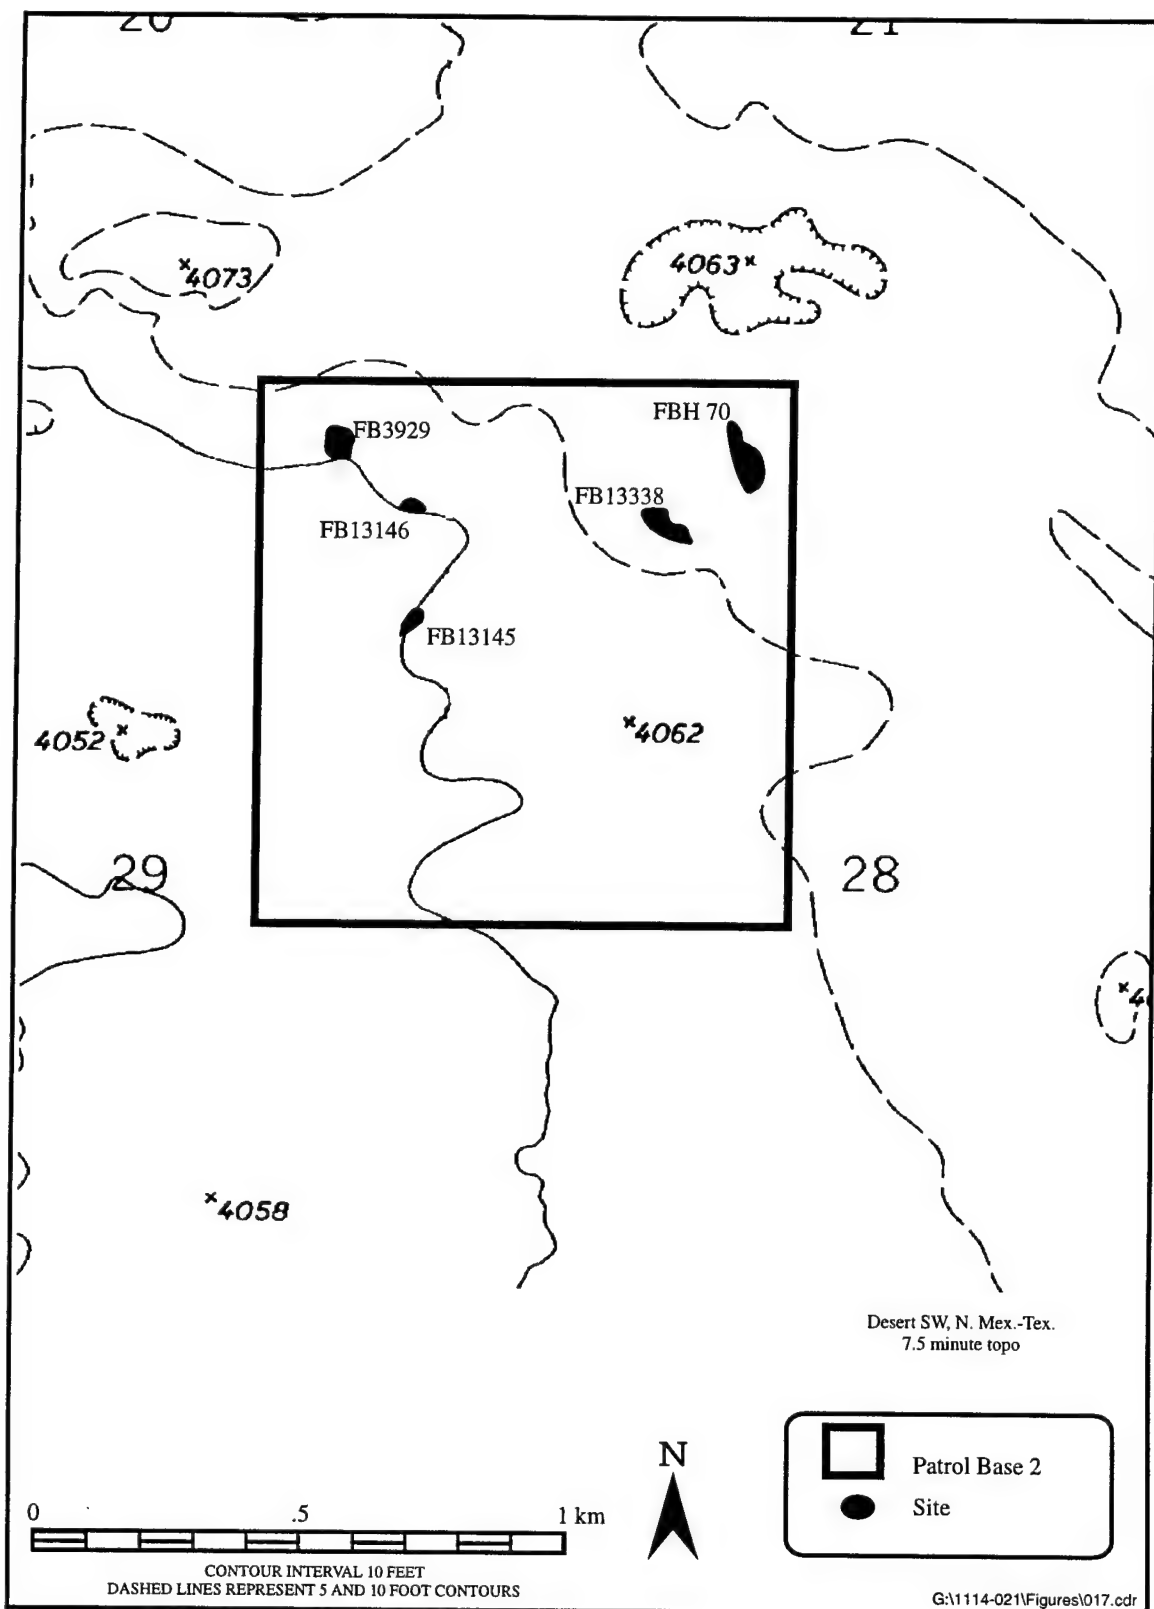 20
21
4073
4063
FBH 70
FB3929
FB13338
FB13146
FB13145
4062
4052
29
28
4058
Desert SW, N. Mex.-Tex.
7.5 minute topo
N
Patrol Base 2
Site
0 .5 1 km
CONTOUR INTERVAL 10 FEET
DASHED LINES REPRESENT 5 AND 10 FOOT CONTOURS
G:\1114-021\Figures\017.cdr